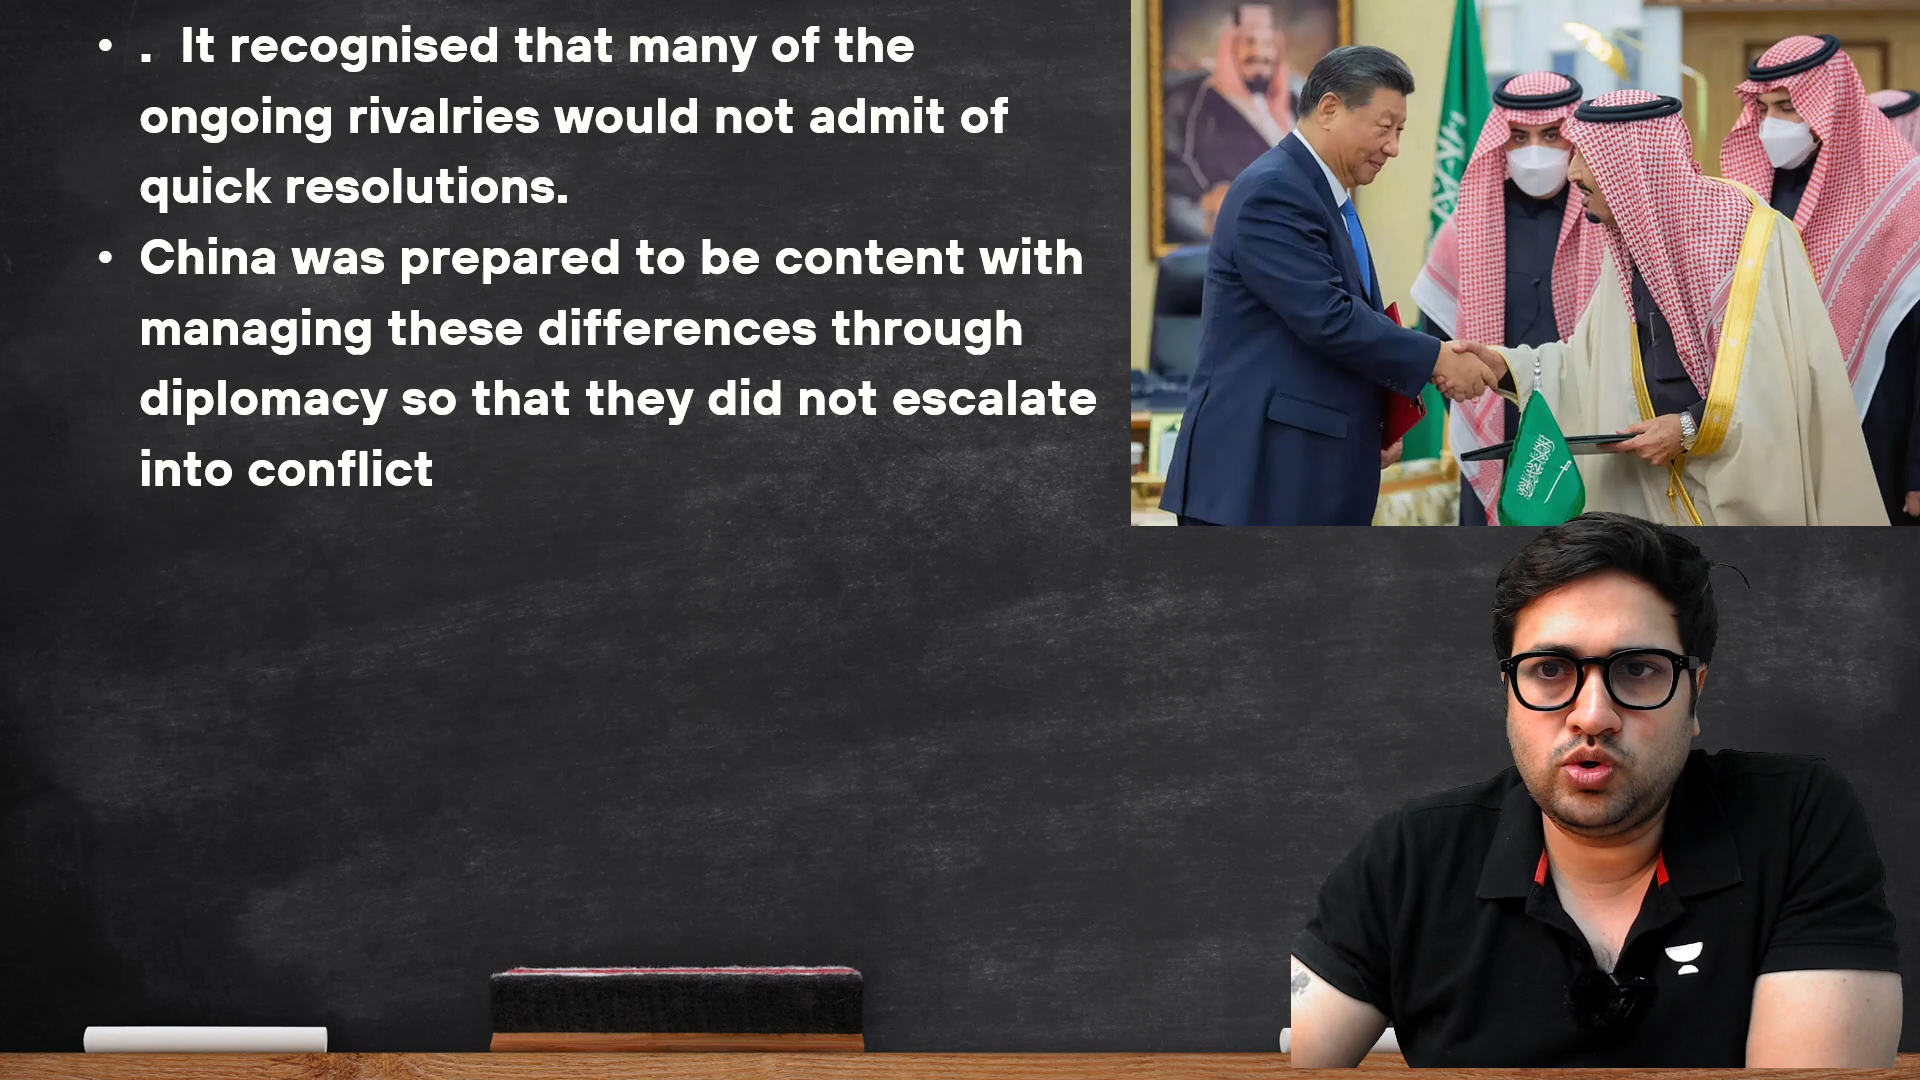 • . It recognised that many of the
ongoing rivalries would not admit of
quick resolutions.
• China was prepared to be content with
managing these differences through
diplomacy so that they did not escalate
into conflict